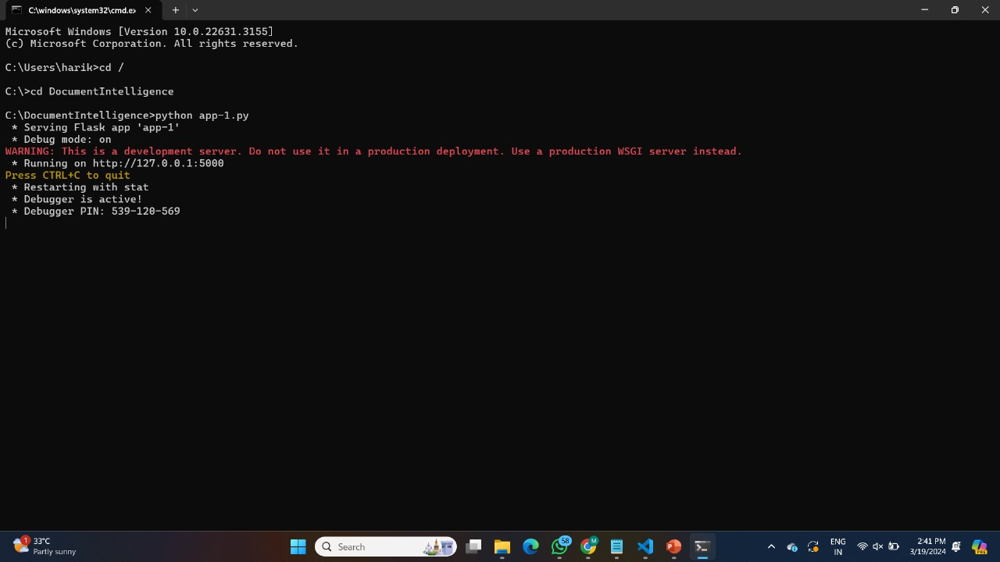 C:\windows\system32\cmd.ex
Microsoft Windows [Version 10.0.22631.3155]
(c) Microsoft Corporation. All rights reserved.
C:\Users\harik>cd /
C:\>cd DocumentIntelligence
C:\DocumentIntelligence>python app-1.py
* Serving Flask app 'app-1'
* Debug mode: on
WARNING: This is a development server. Do not use it in a production deployment. Use a production WSGI server instead.
* Running on http://127.0.0.1:5000
Press CTRL+C to quit
* Restarting with stat
* Debugger is active!
* Debugger PIN: 539-120-569
1
33°C
Partly sunny
Search
58
M
ENG
IN
2:41 PM
3/19/2024
PRE